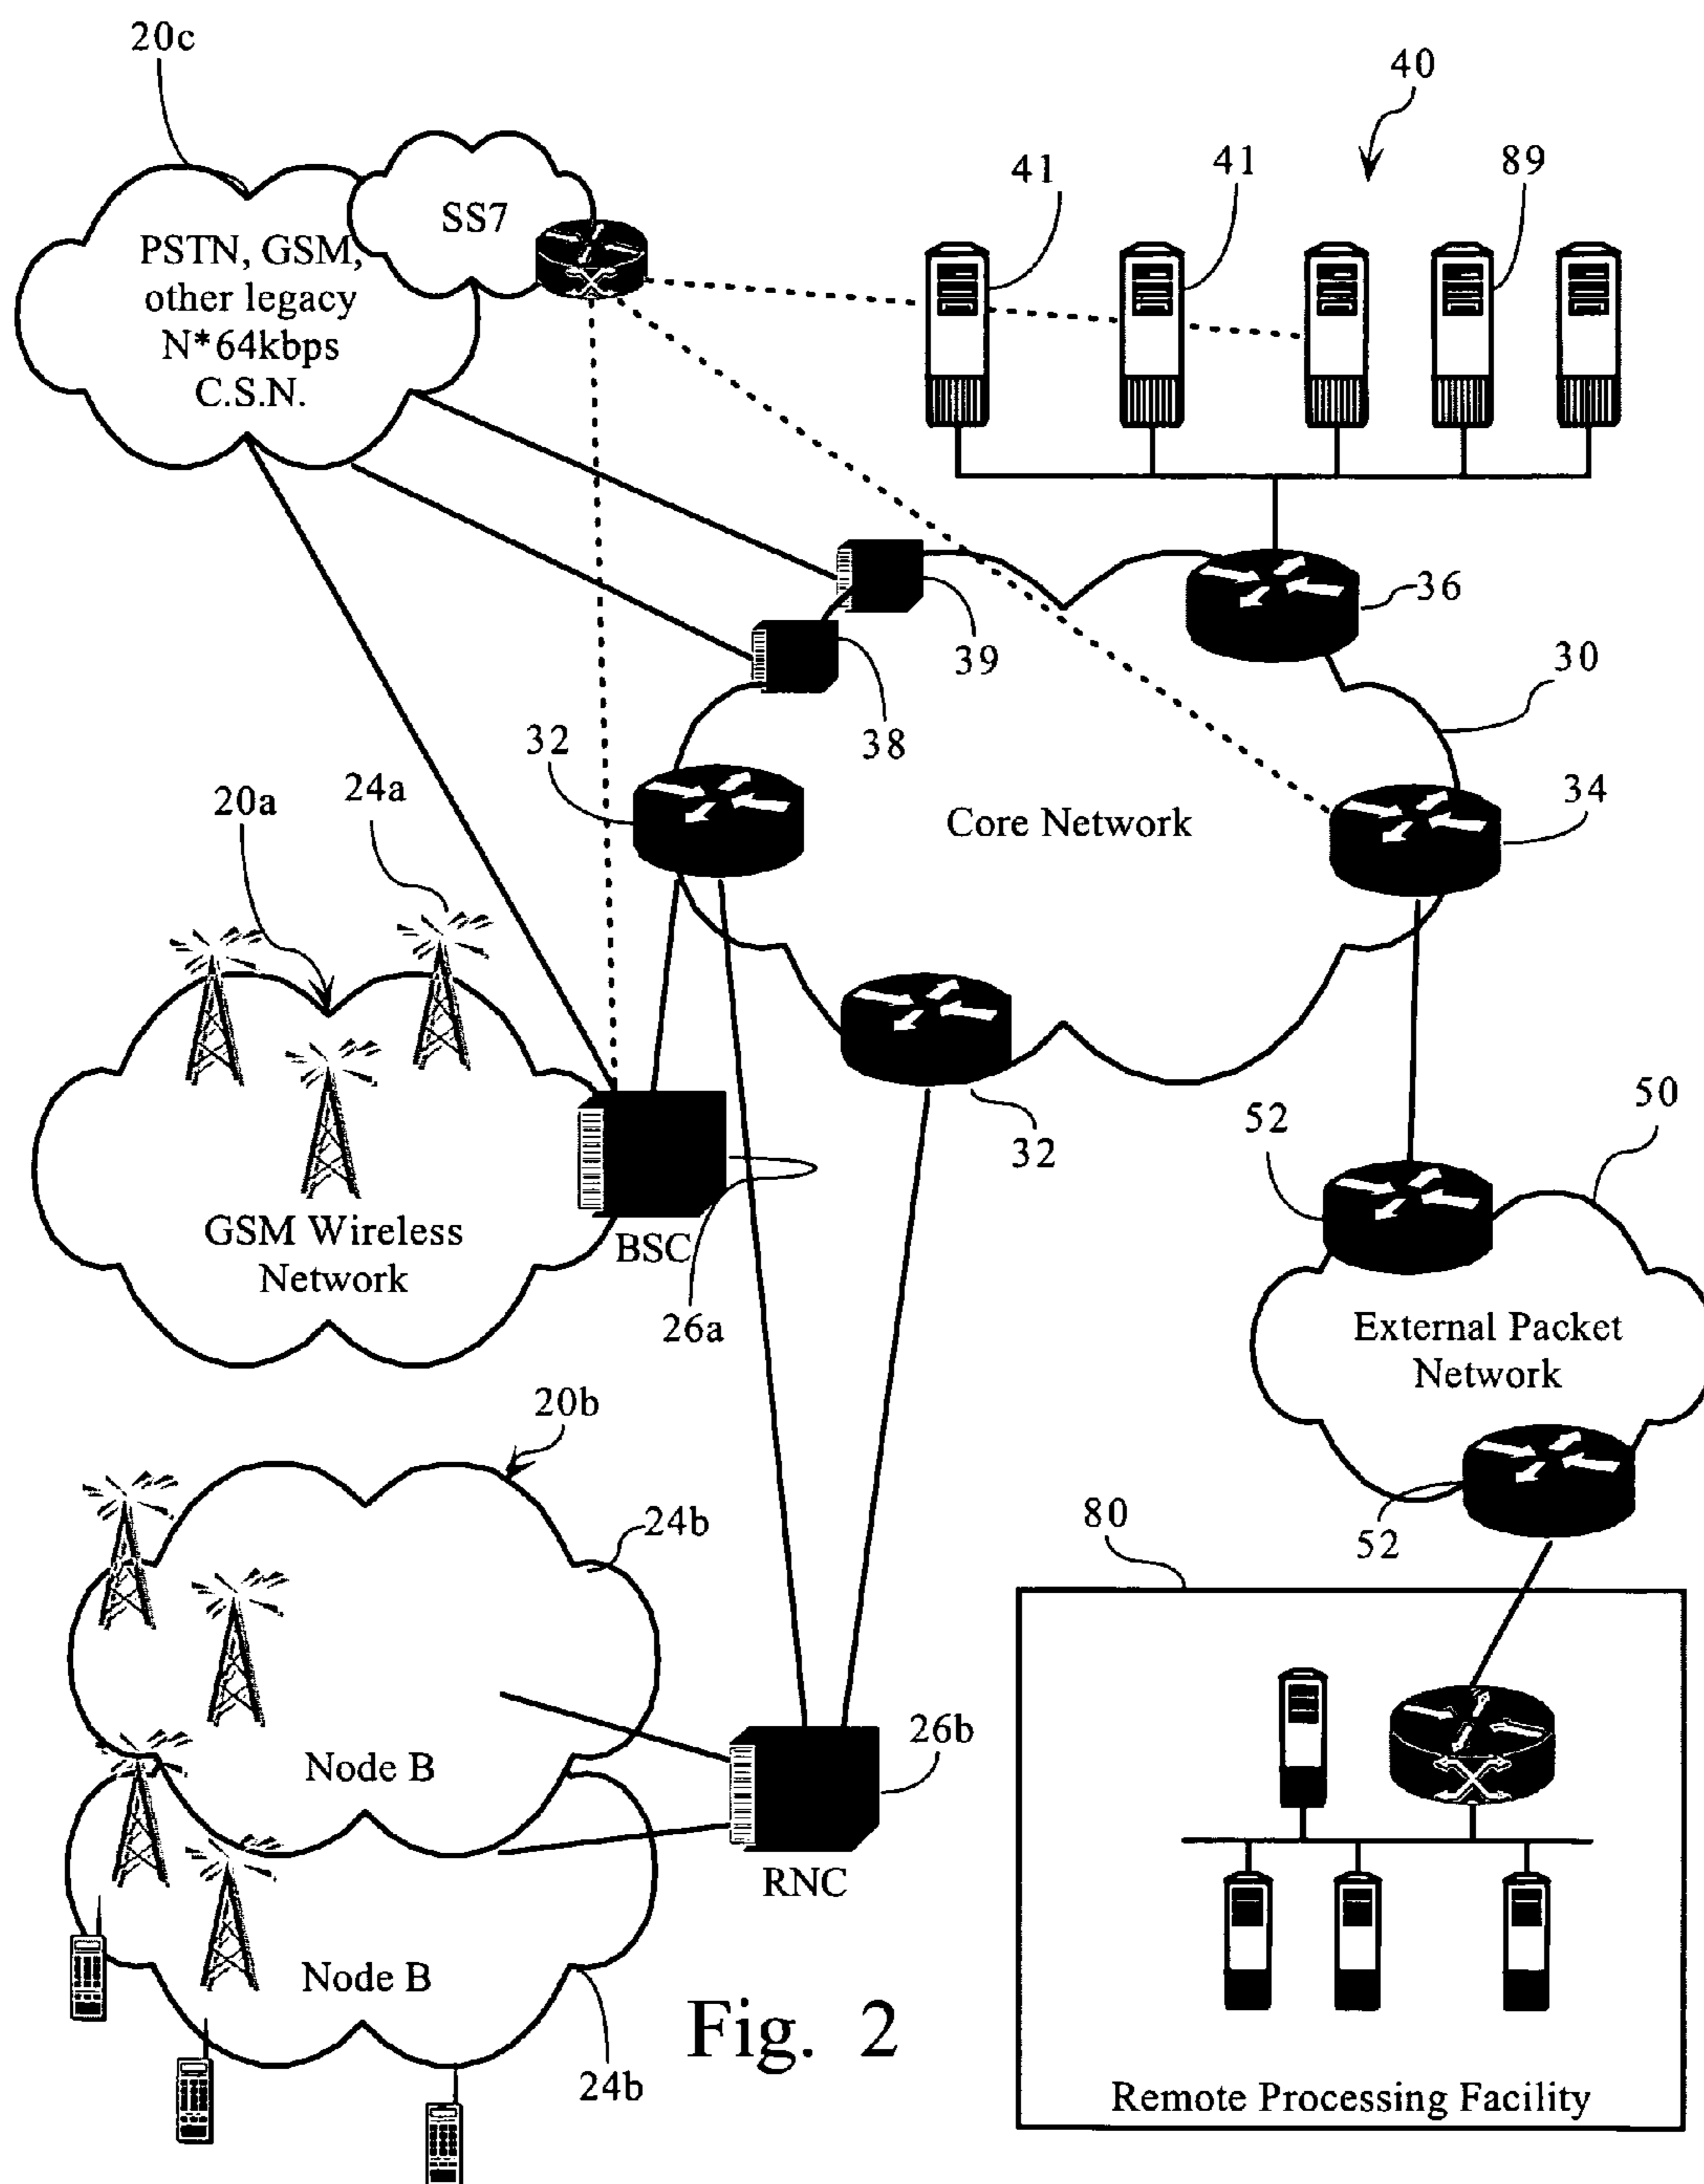 20c
40
41
41
89
SS7
PSTN, GSM,
other legacy
N*64kbps
C.S.N.
36
39
30
38
32
34
24a
20a
Core Network
50
52
32
GSM Wireless
Network
BSC
26a
External Packet
Network
20b
24b
80
52
26b
Node B
RNC
Node B
Fig. 2
24b
Remote Processing Facility